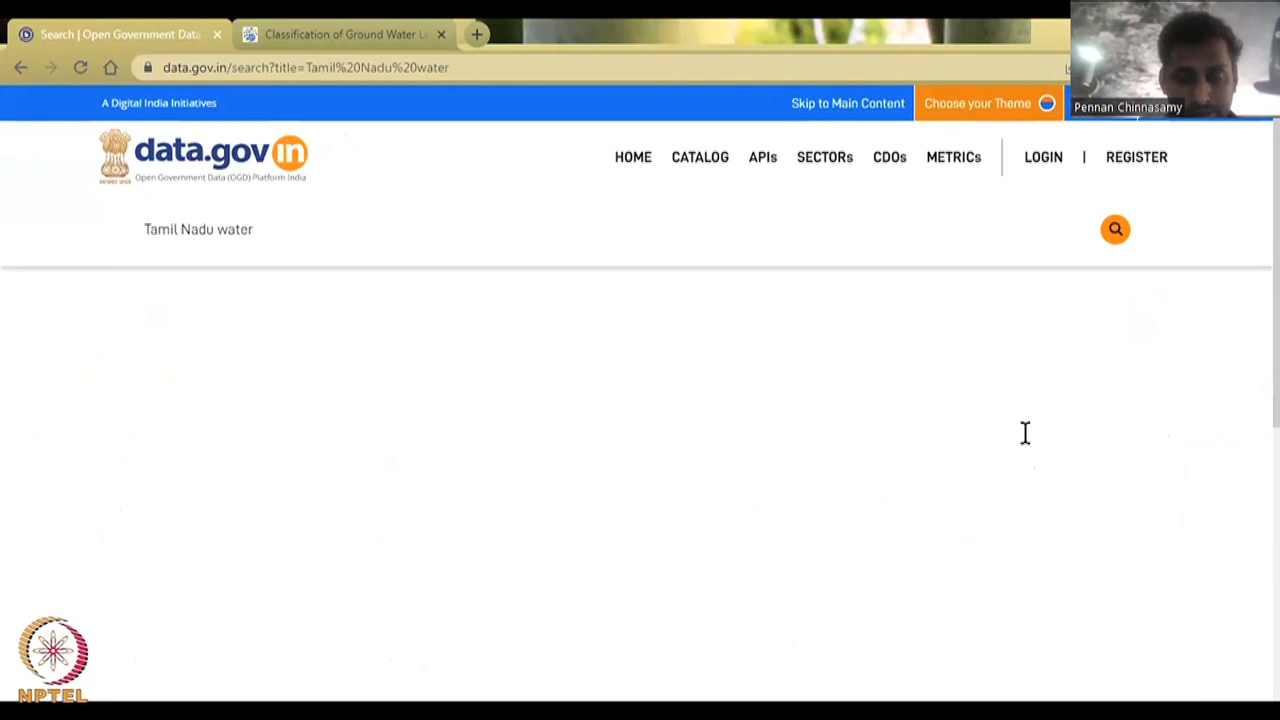 Search | Open Government Data
Classification of Ground Water Le
data.gov.in/search?title=Tamil%20Nadu%20water
Pennan Chinnasamy
A Digital India Initiatives
Skip to Main Content
Choose your Theme
data.gov in
Open Government Data (OGD) Platform India
HOME
CATALOG
APIs
SECTORs
CDOs
METRICs
LOGIN
|
REGISTER
Tamil Nadu water
NPTEL